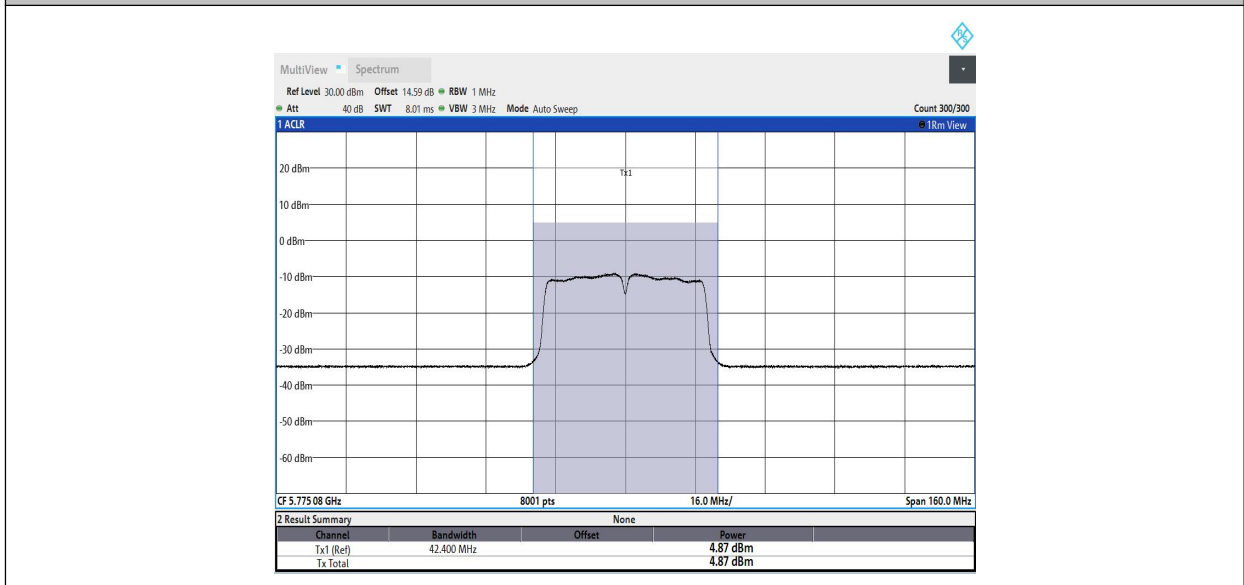 R S
MultiView Spectrum
Ref Level 30.00 dBm Offset 14.59 dB RBW 1 MHz
Att 40 dB SWT 8.01 ms VBW 3 MHz Mode Auto Sweep Count 300/300
1 ACLR 1Rm View
Tx1
20 dBm
10 dBm
0 dBm
-10 dBm
-20 dBm
-30 dBm
-40 dBm
-50 dBm
-60 dBm
CF 5.775 08 GHz 8001 pts 16.0 MHz/ Span 160.0 MHz
2 Result Summary None
Channel Bandwidth Offset Power
Tx1 (Ref) 42.400 MHz 4.87 dBm
Tx Total 4.87 dBm